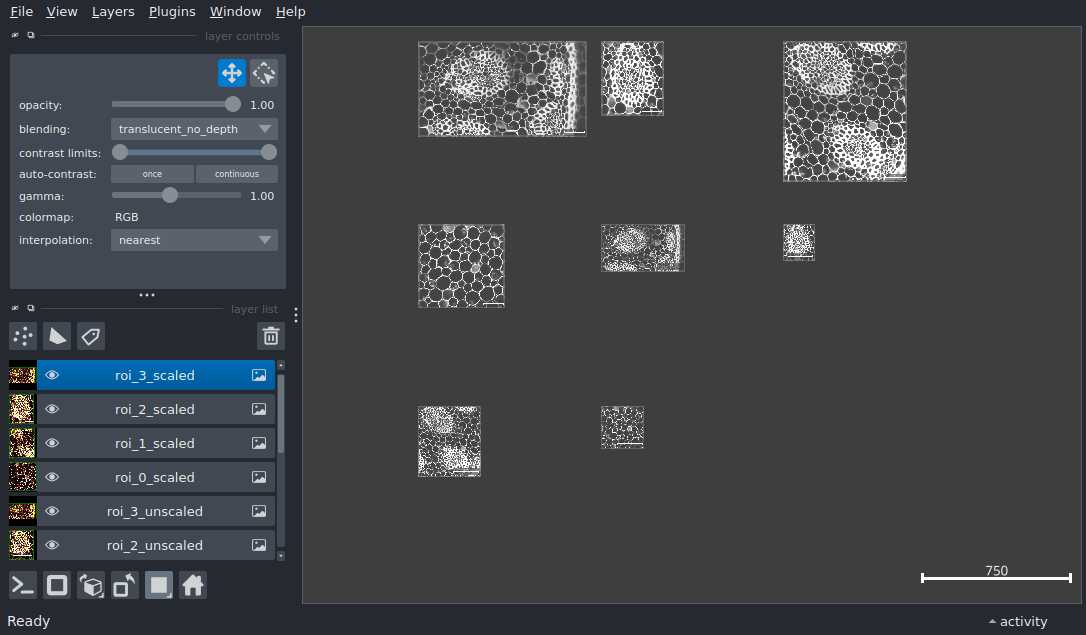 File View Layers Plugins Window Help
layer controls
opacity: 1.00
blending: translucent_no_depth
contrast limits:
auto-contrast: once continuous
gamma: 1.00
colormap: RGB
interpolation: nearest
layer list
roi_3_scaled
roi_2_scaled
roi_1_scaled
roi_0_scaled
roi_3_unscaled
roi_2_unscaled
750
Ready
activity